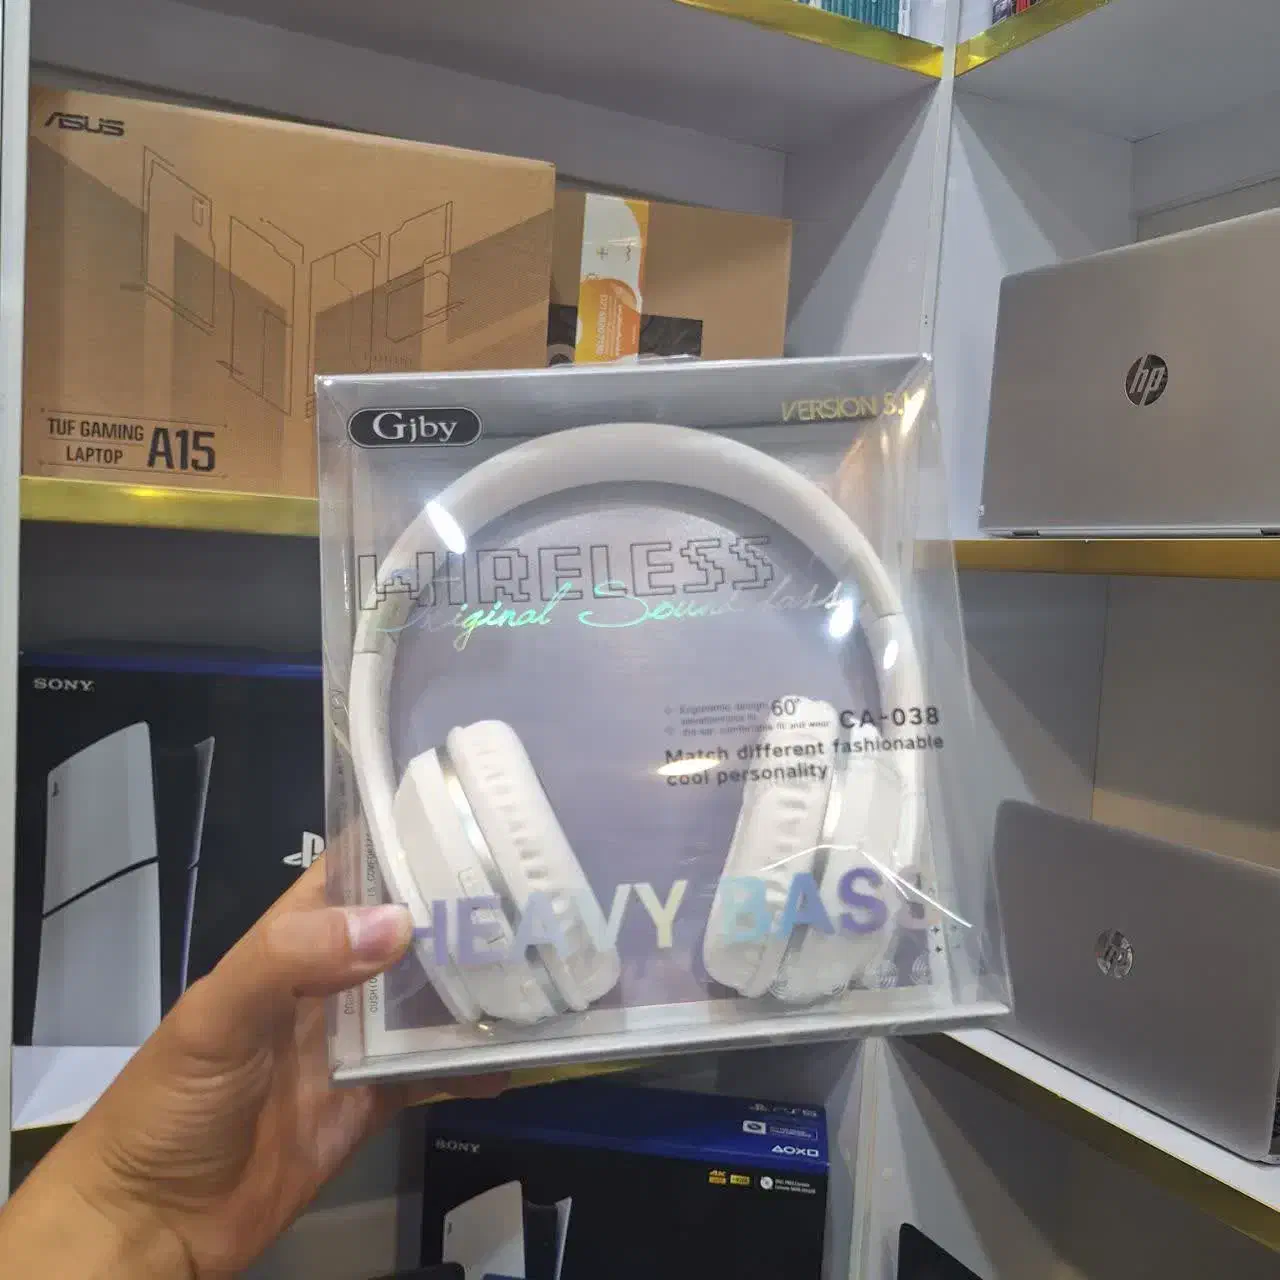 ASUS
TUF GAMING
LAPTOP A15
hp
Gjby
VERSION 5.1
WIRELESS
Original Sound
60°
CA-038
Match different fashionable
cool personality
HEAVY BASS
SONY
hp
SONY
PS5
4K